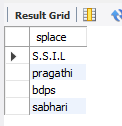 Result Grid
splace
S.S.I.L
pragathi
bdps
sabhari